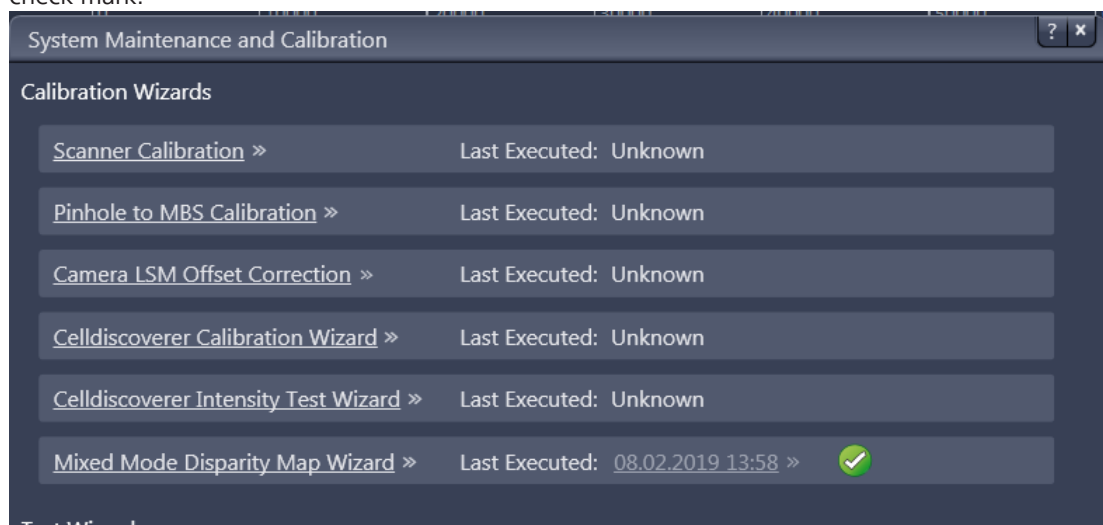 check mark.
System Maintenance and Calibration ? ×
Calibration Wizards
Scanner Calibration » Last Executed: Unknown
Pinhole to MBS Calibration » Last Executed: Unknown
Camera LSM Offset Correction » Last Executed: Unknown
Celldiscoverer Calibration Wizard » Last Executed: Unknown
Celldiscoverer Intensity Test Wizard » Last Executed: Unknown
Mixed Mode Disparity Map Wizard » Last Executed: 08.02.2019 13:58 »